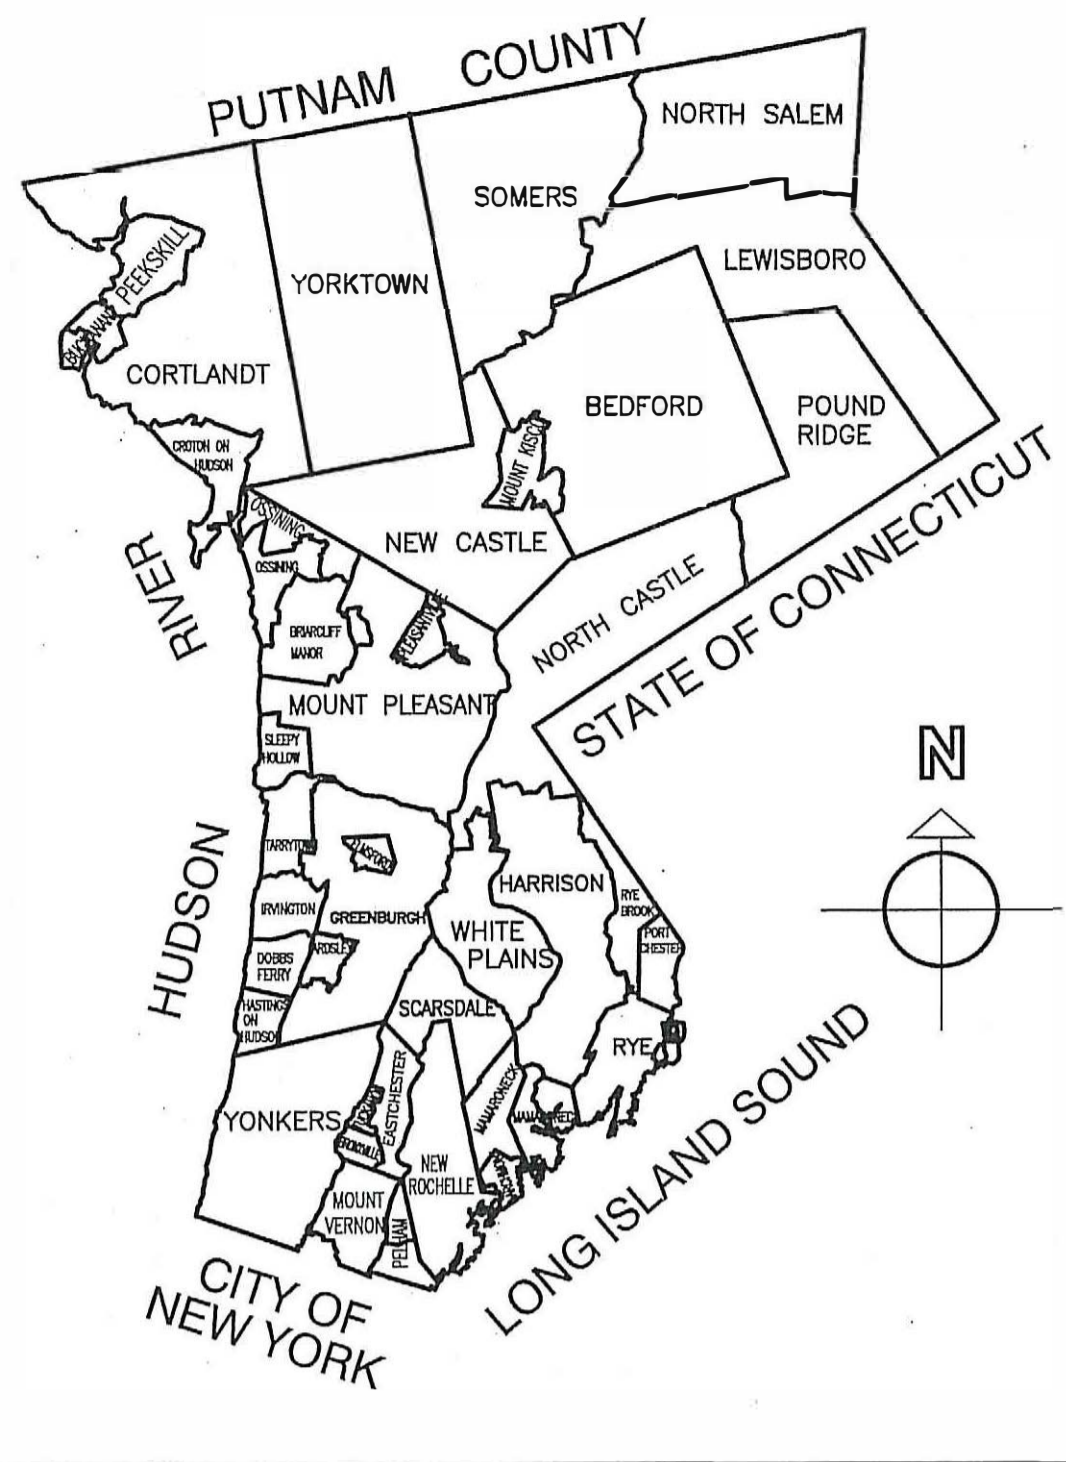 PUTNAM COUNTY
NORTH SALEM
SOMERS
LEWISBORO
PEEKSKILL
YORKTOWN
BUCHANAN
CORTLANDT
BEDFORD
POUND
RIDGE
CROTON ON
HUDSON
MOUNT KISCO
OSSINING
NEW CASTLE
OSSINING
NORTH CASTLE
STATE OF CONNECTICUT
RIVER
BRIARCLIFF
MANOR
PLEASANTVILLE
MOUNT PLEASANT
SLEEPY
HOLLOW
N
HUDSON
TARRYTOWN
ELMSFORD
HARRISON
RYE
BROOK
IRVINGTON
GREENBURGH
WHITE
PLAINS
PORT
CHESTER
DOBBS
FERRY
ARDSLEY
HASTINGS
ON
HUDSON
SCARSDALE
RYE
EASTCHESTER
MAMARONECK
MAMARONECK
YONKERS
TUCKAHOE
BRONXVILLE
NEW
ROCHELLE
MOUNT
VERNON
PELHAM
LONG ISLAND SOUND
CITY OF
NEW YORK